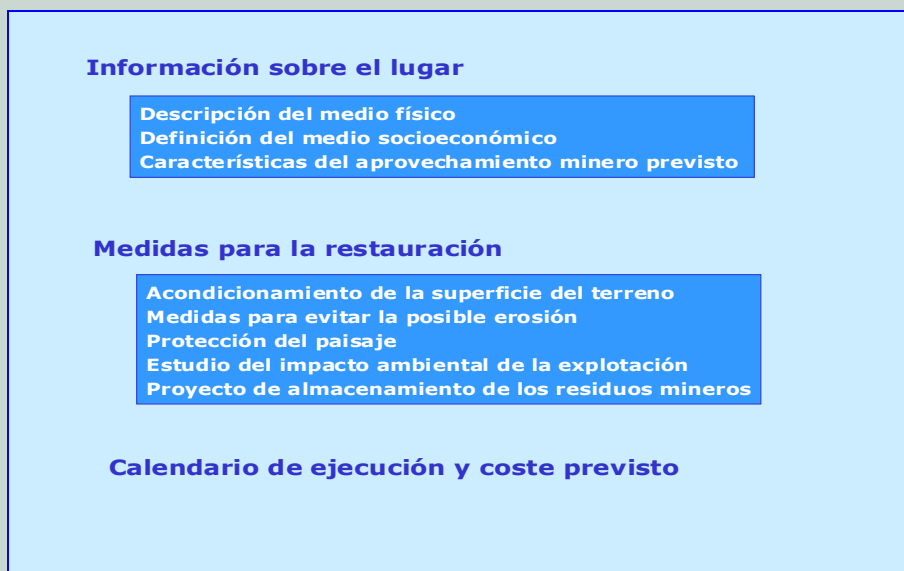 Información sobre el lugar
Descripción del medio físico
Definición del medio socioeconómico
Características del aprovechamiento minero previsto
Medidas para la restauración
Acondicionamiento de la superficie del terreno
Medidas para evitar la posible erosión
Protección del paisaje
Estudio del impacto ambiental de la explotación
Proyecto de almacenamiento de los residuos mineros
Calendario de ejecución y coste previsto